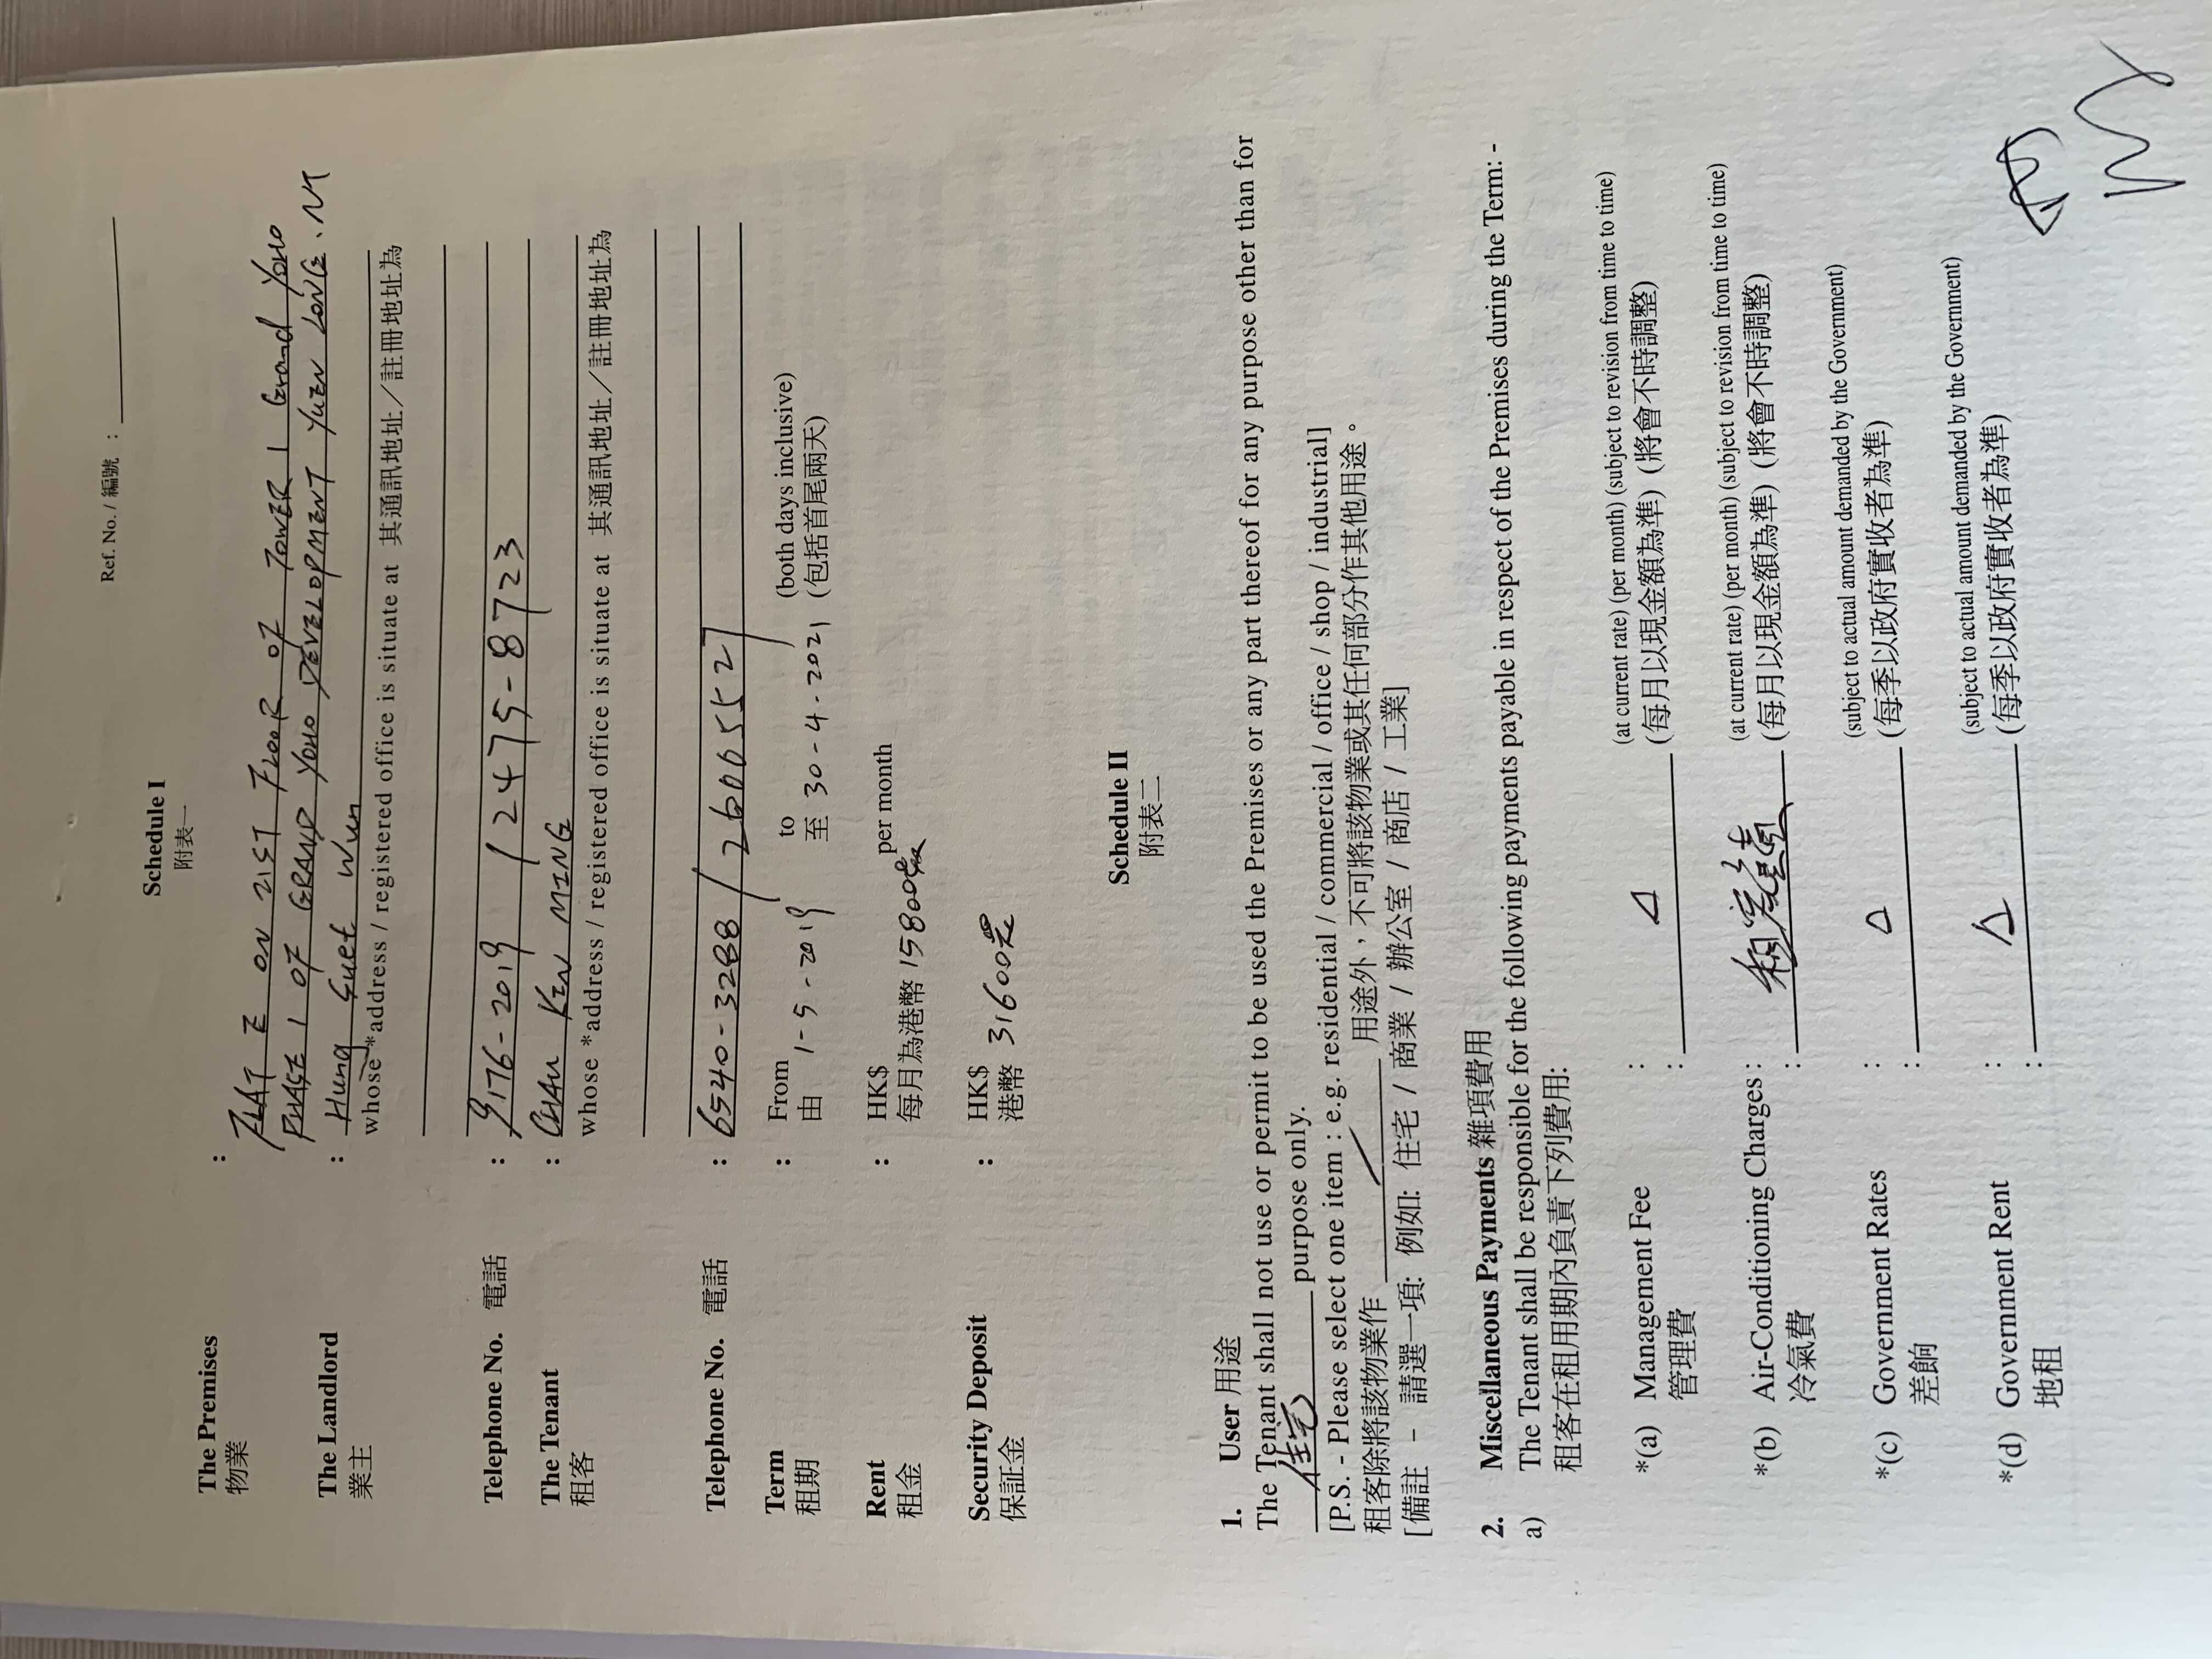 Ref. No. / 編號 :
Schedule I
附表一
The Premises : FLAT E ON 21ST FLOOR OF TOWER 1 Grand YOHO
物業 PHASE 1 OF GRAND YOHO DEVELOPMENT YUEN LONG. NT
The Landlord : Hung Suet Wun
業主 whose *address / registered office is situate at 其通訊地址／註冊地址為
Telephone No. 電話 : 9176-2019 / 2475-8723
The Tenant : CHAU KEN MING
租客 whose *address / registered office is situate at 其通訊地址／註冊地址為
Telephone No. 電話 : 6540-3288 / 26006552
Term : From to (both days inclusive)
租期 由 1-5-2019 至 30-4-2021 (包括首尾兩天)
Rent : HK$ per month
租金 每月為港幣 15800
Security Deposit : HK$
保証金 港幣 31600元
Schedule II
附表二
1. User 用途
The Tenant shall not use or permit to be used the Premises or any part thereof for any purpose other than for
住宅 purpose only.
[P.S. - Please select one item : e.g. residential / commercial / office / shop / industrial]
租客除將該物業作 用途外，不可將該物業或其任何部分作其他用途。
[備註 – 請選一項: 例如: 住宅 / 商業 / 辦公室 / 商店 / 工業]
2. Miscellaneous Payments 雜項費用
a) The Tenant shall be responsible for the following payments payable in respect of the Premises during the Term: -
租客在租用期內負責下列費用:
*(a) Management Fee : (at current rate) (per month) (subject to revision from time to time)
管理費 : △ (每月以現金額為準) (將會不時調整)
*(b) Air-Conditioning Charges : (at current rate) (per month) (subject to revision from time to time)
冷氣費 : (每月以現金額為準) (將會不時調整)
*(c) Government Rates : (subject to actual amount demanded by the Government)
差餉 : △ (每季以政府實收者為準)
*(d) Government Rent : (subject to actual amount demanded by the Government)
地租 : △ (每季以政府實收者為準)